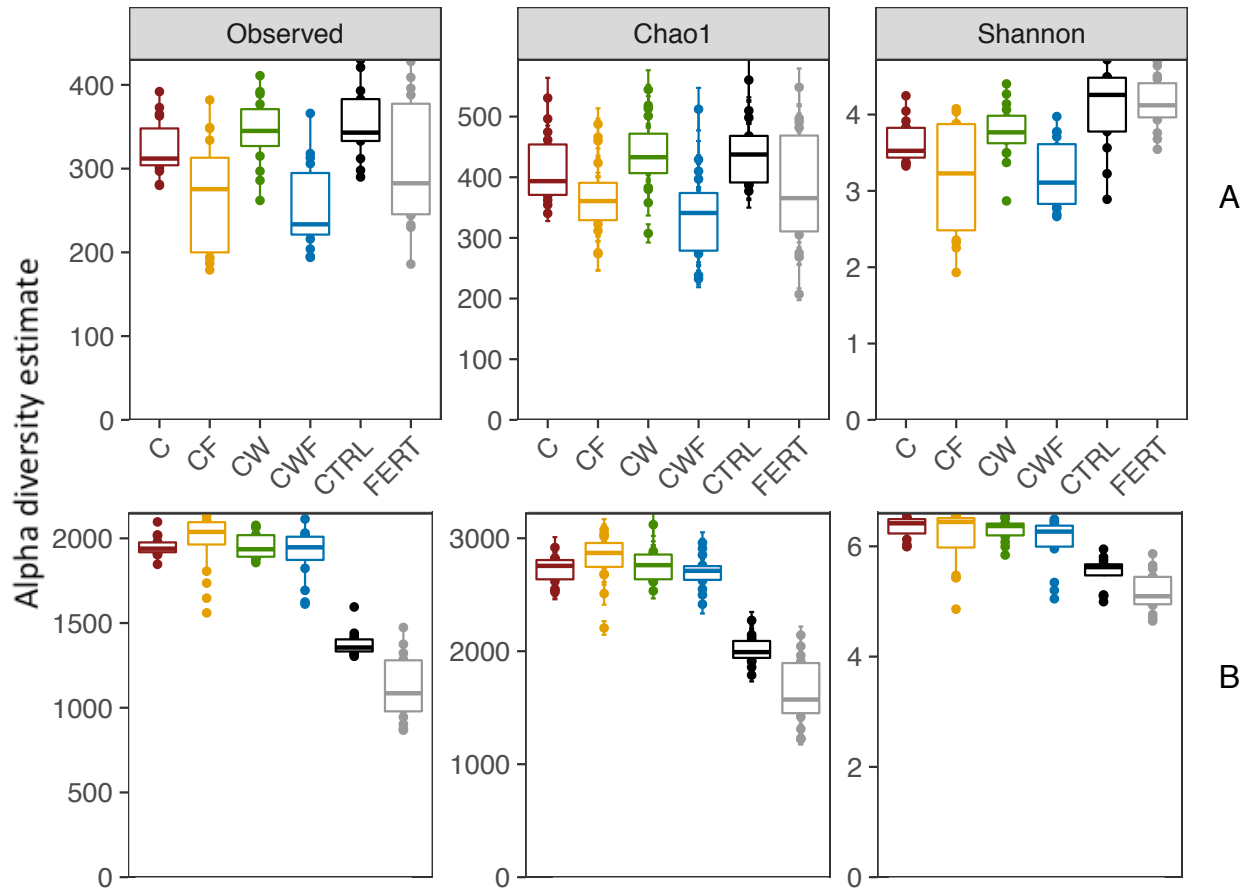 Observed
Chao1
Shannon
Alpha diversity estimate
400
300
200
100
0
500
400
300
200
100
0
4
3
2
1
0
A
C
CF
CW
CWF
CTRL
FERT
C
CF
CW
CWF
CTRL
FERT
C
CF
CW
CWF
CTRL
FERT
2000
1500
1000
500
0
3000
2000
1000
0
6
4
2
0
B